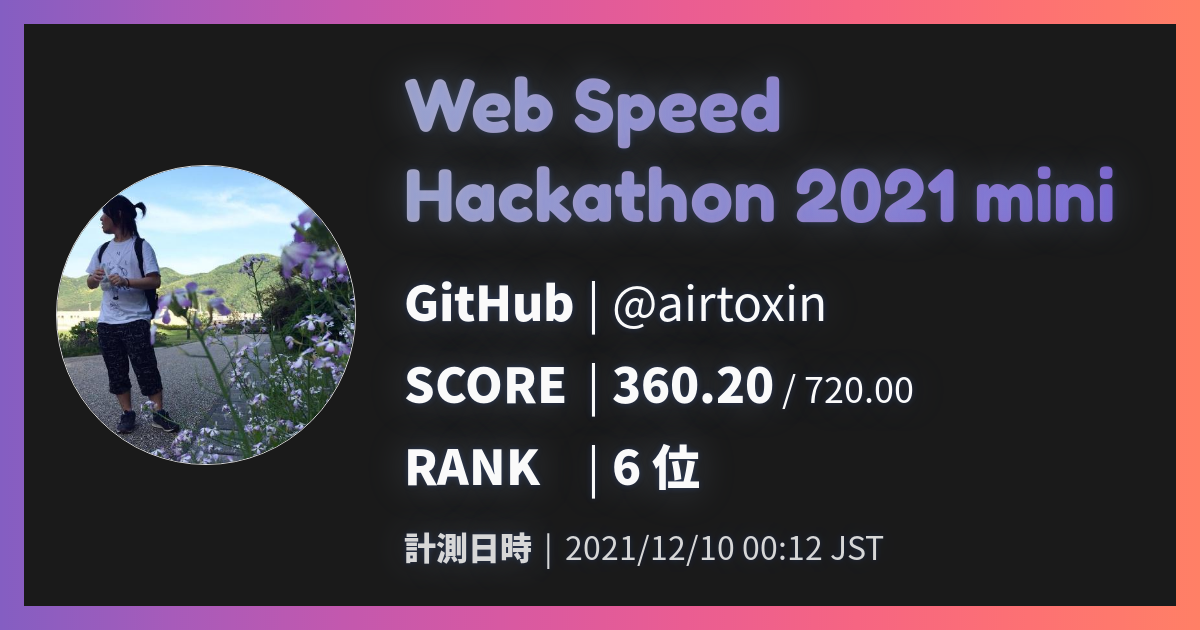 Web Speed
Hackathon 2021 mini
GitHub | @airtoxin
SCORE | 360.20 / 720.00
RANK | 6 位
計測日時 | 2021/12/10 00:12 JST